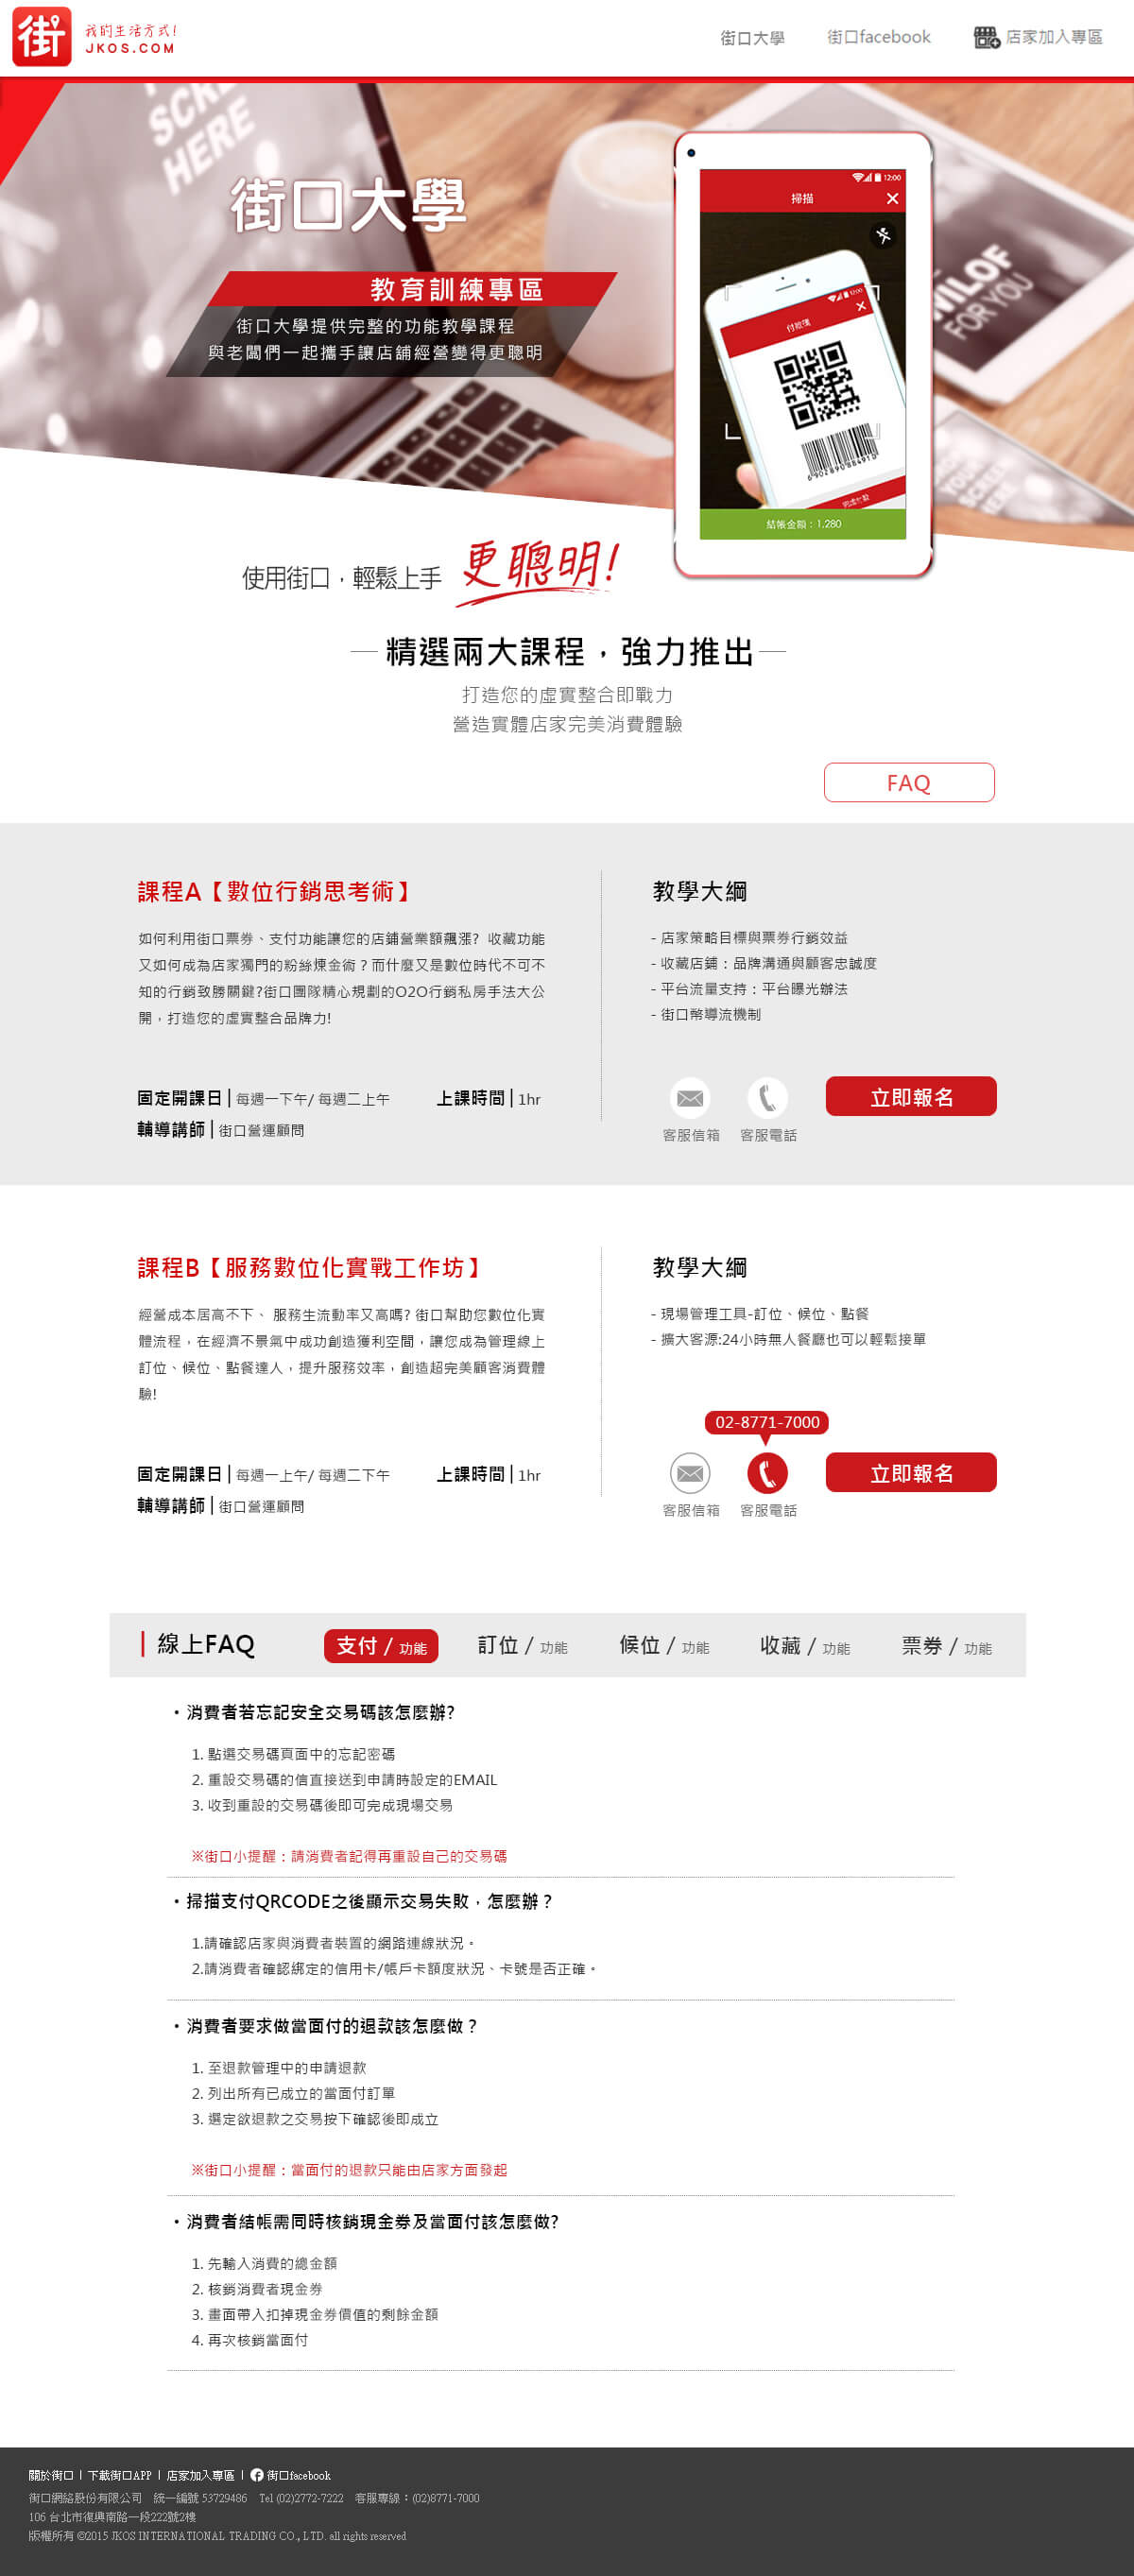 街
我的生活方式!
JKOS.COM
街口大學
街口facebook
店家加入專區
SCREEN
HERE
街口大學
教育訓練專區
街口大學提供完整的功能教學課程
與老闆們一起攜手讓店舖經營變得更聰明
12:00
掃描
12:00
付款碼
6902890884910
結帳金額：1,280
FOR YOU
SCREEN
HERE
使用街口，輕鬆上手
更聰明!
精選兩大課程，強力推出
打造您的虛實整合即戰力
營造實體店家完美消費體驗
FAQ
課程A【數位行銷思考術】
如何利用街口票券、支付功能讓您的店鋪營業額飆漲? 收藏功能
又如何成為店家獨門的粉絲煉金術？而什麼又是數位時代不可不
知的行銷致勝關鍵?街口團隊精心規劃的O2O行銷私房手法大公
開，打造您的虛實整合品牌力!
固定開課日|每週一下午/ 每週二上午
上課時間|1hr
輔導講師|街口營運顧問
教學大綱
- 店家策略目標與票券行銷效益
- 收藏店鋪：品牌溝通與顧客忠誠度
- 平台流量支持：平台曝光辦法
- 街口幣導流機制
客服信箱
客服電話
立即報名
課程B【服務數位化實戰工作坊】
經營成本居高不下、 服務生流動率又高嗎? 街口幫助您數位化實
體流程，在經濟不景氣中成功創造獲利空間，讓您成為管理線上
訂位、候位、點餐達人，提升服務效率，創造超完美顧客消費體
驗!
固定開課日|每週一上午/ 每週二下午
上課時間|1hr
輔導講師|街口營運顧問
教學大綱
- 現場管理工具-訂位、候位、點餐
- 擴大客源:24小時無人餐廳也可以輕鬆接單
02-8771-7000
客服信箱
客服電話
立即報名
線上FAQ
支付 / 功能
訂位 / 功能
候位 / 功能
收藏 / 功能
票券 / 功能
・消費者若忘記安全交易碼該怎麼辦?
1. 點選交易碼頁面中的忘記密碼
2. 重設交易碼的信直接送到申請時設定的EMAIL
3. 收到重設的交易碼後即可完成現場交易
※街口小提醒：請消費者記得再重設自己的交易碼
・掃描支付QRCODE之後顯示交易失敗，怎麼辦？
1.請確認店家與消費者裝置的網路連線狀況。
2.請消費者確認綁定的信用卡/帳戶卡額度狀況、卡號是否正確。
・消費者要求做當面付的退款該怎麼做？
1. 至退款管理中的申請退款
2. 列出所有已成立的當面付訂單
3. 選定欲退款之交易按下確認後即成立
※街口小提醒：當面付的退款只能由店家方面發起
・消費者結帳需同時核銷現金券及當面付該怎麼做?
1. 先輸入消費的總金額
2. 核銷消費者現金券
3. 畫面帶入扣掉現金券價值的剩餘金額
4. 再次核銷當面付
關於街口 | 下載街口APP | 店家加入專區 | 街口facebook
街口網絡股份有限公司 統一編號 53729486 Tel (02)2772-7222 客服專線：(02)8771-7000
106 台北市復興南路一段222號2樓
版權所有 ©2015 JKOS INTERNATIONAL TRADING CO., LTD. all rights reserved